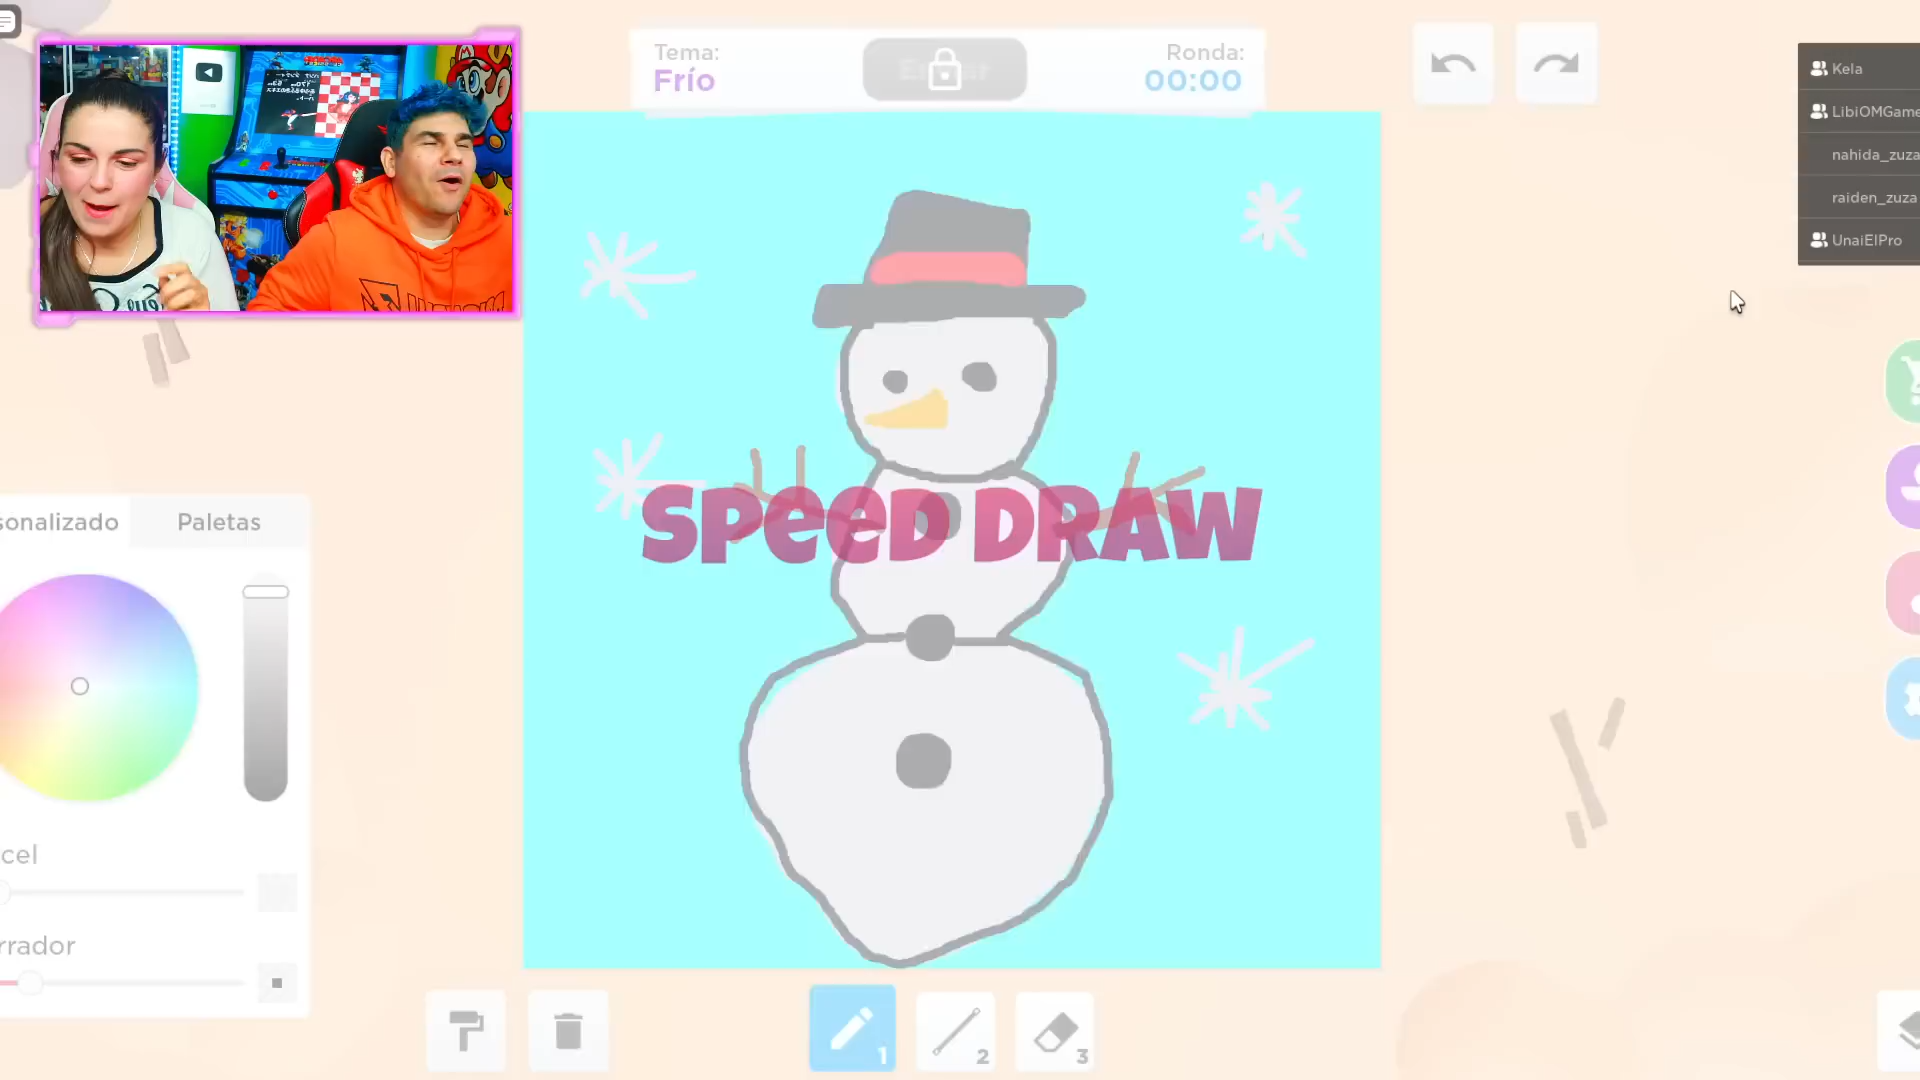 Tema:
Frío
Ronda:
00:00
Kela
LibiOMGame
nahida_zuza
raiden_zuza
UnaiElPro
SPEED DRAW
sonalizado
Paletas
cel
rrador
1
2
3